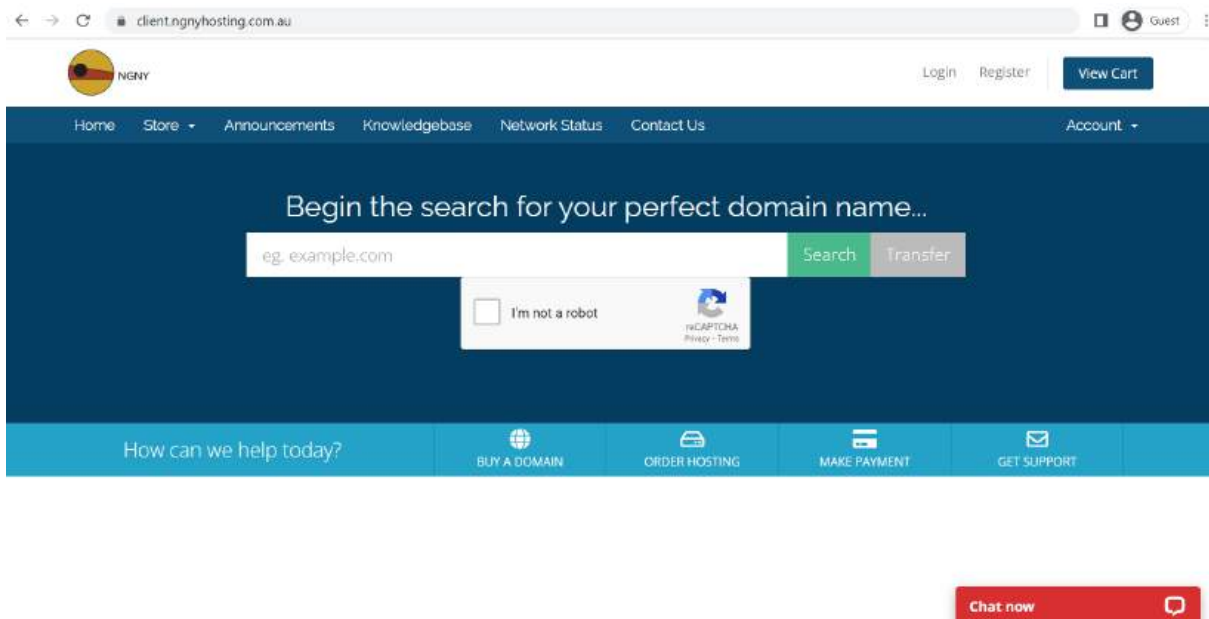 client.ngnyhosting.com.au
Guest
NGNY
Login Register View Cart
Home Store Announcements Knowledgebase Network Status Contact Us Account
Begin the search for your perfect domain name...
eg. example.com Search Transfer
I'm not a robot
reCAPTCHA
Privacy - Terms
How can we help today?
BUY A DOMAIN ORDER HOSTING MAKE PAYMENT GET SUPPORT
Chat now